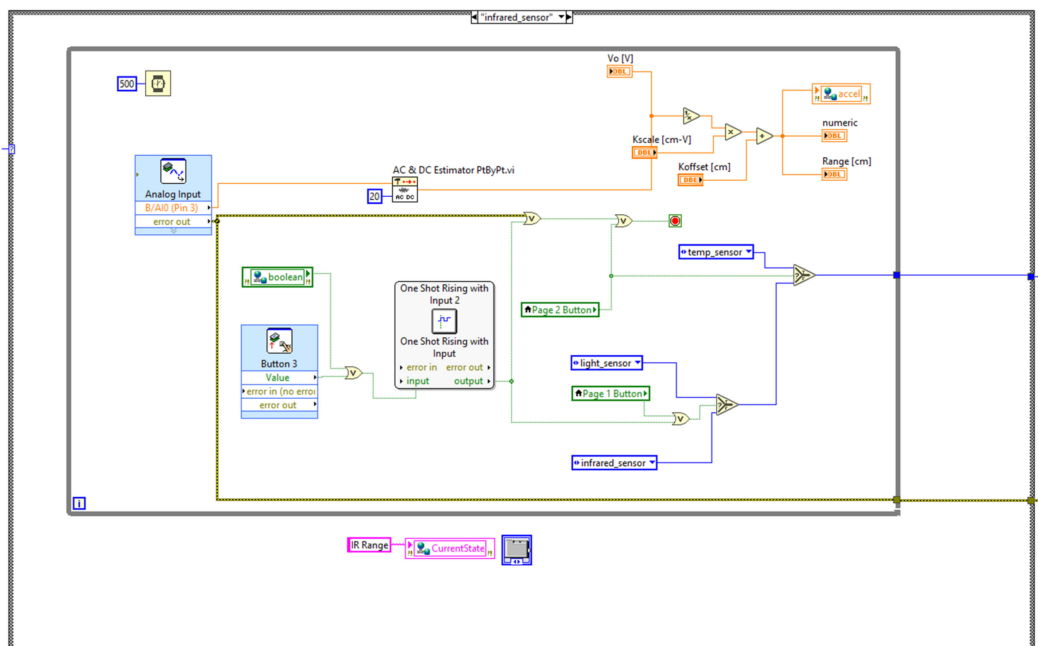 "infrared_sensor"
Vo [V]
DBL
500
accel
numeric
DBL
Kscale [cm-V]
DBL
Koffset [cm]
DBL
Range [cm]
DBL
AC & DC Estimator PtByPt.vi
20
AC DC
Analog Input
B/AI0 (Pin 3)
error out
temp_sensor
boolean
One Shot Rising with
Input 2
One Shot Rising with
Input
error in error out
input output
Page 2 Button
Button 3
Value
error in (no erro
error out
light_sensor
Page 1 Button
infrared_sensor
i
IR Range
CurrentState